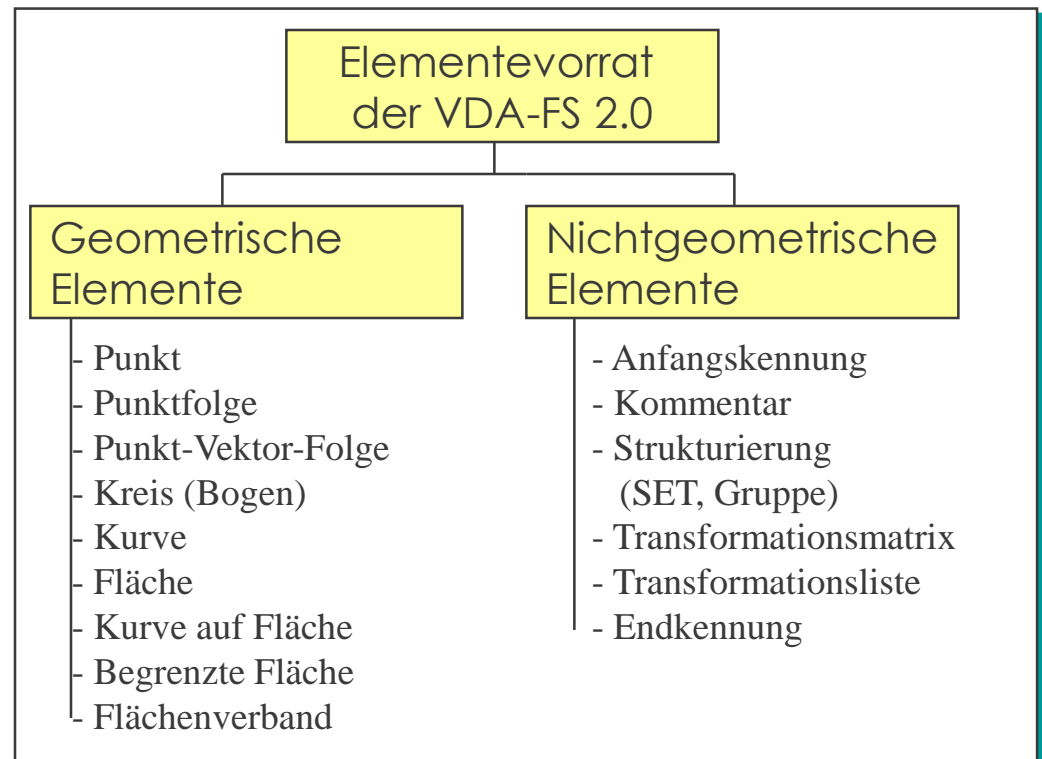 Elementevorrat
der VDA-FS 2.0
Geometrische
Elemente
- Punkt
- Punktfolge
- Punkt-Vektor-Folge
- Kreis (Bogen)
- Kurve
- Fläche
- Kurve auf Fläche
- Begrenzte Fläche
- Flächenverband
Nichtgeometrische
Elemente
- Anfangskennung
- Kommentar
- Strukturierung
(SET, Gruppe)
- Transformationsmatrix
- Transformationsliste
- Endkennung